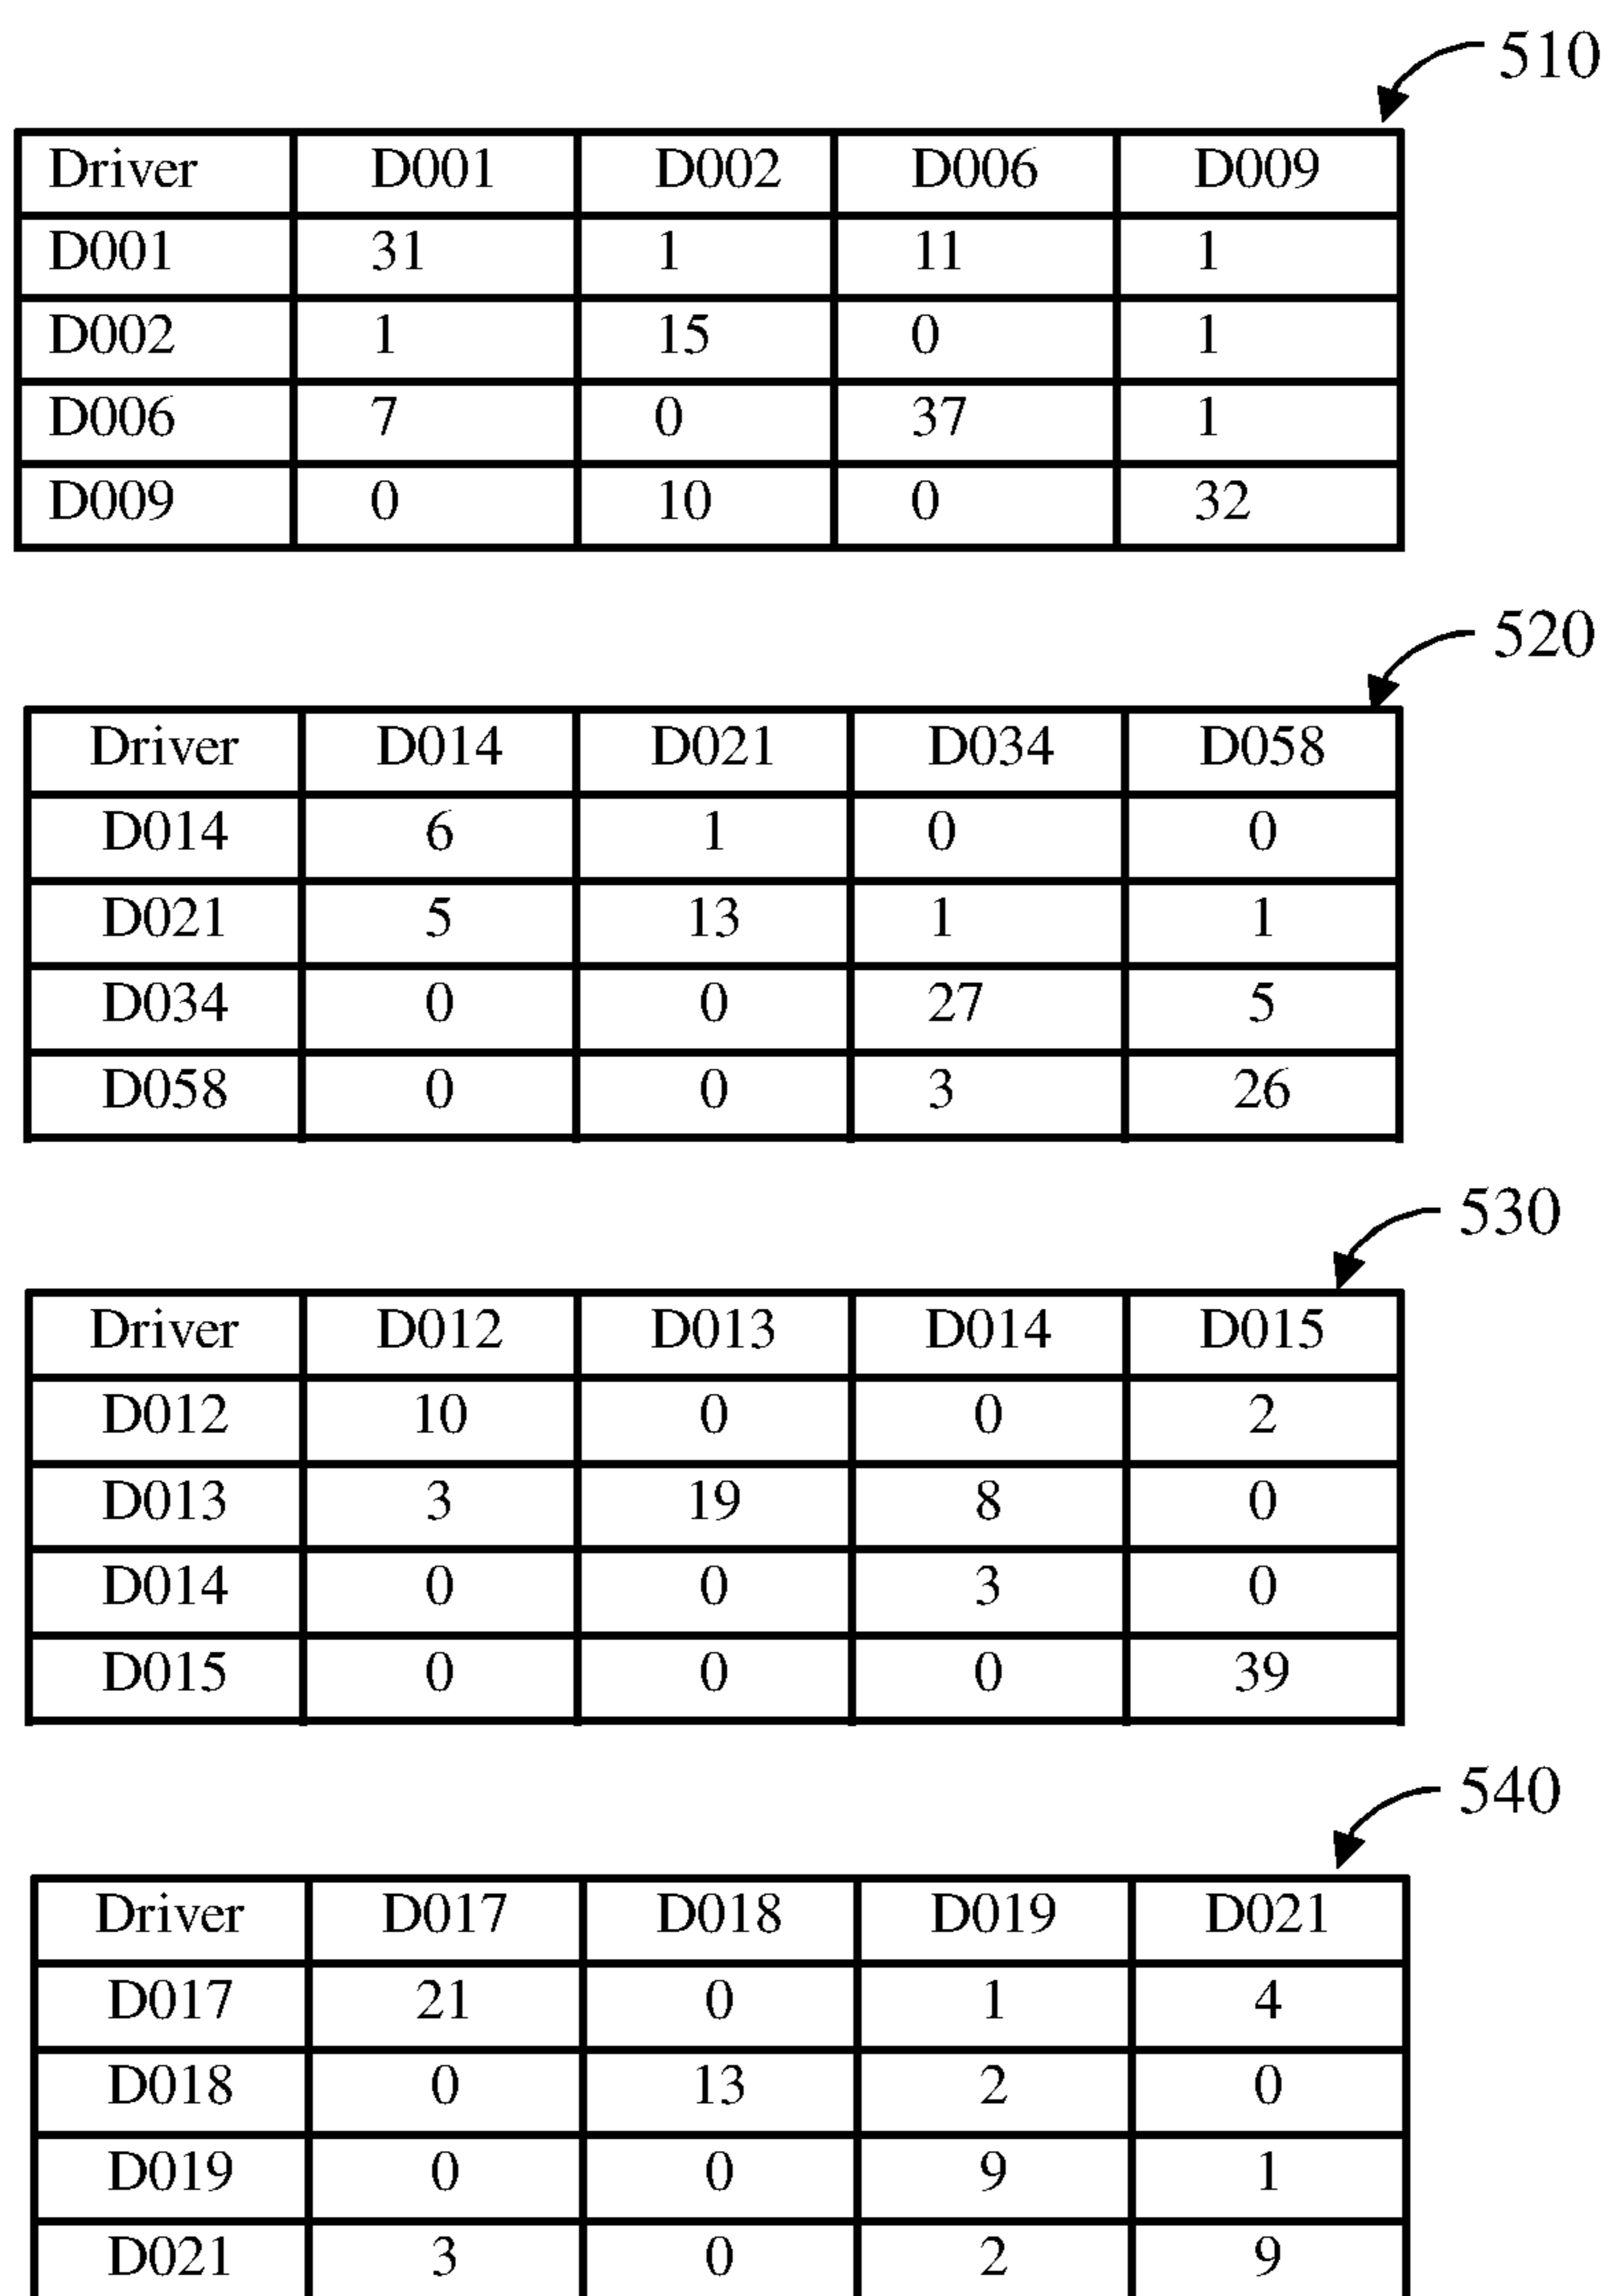 510
Driver D001 D002 D006 D009
D001 31 1 11 1
D002 1 15 0 1
D006 7 0 37 1
D009 0 10 0 32
520
Driver D014 D021 D034 D058
D014 6 1 0 0
D021 5 13 1 1
D034 0 0 27 5
D058 0 0 3 26
530
Driver D012 D013 D014 D015
D012 10 0 0 2
D013 3 19 8 0
D014 0 0 3 0
D015 0 0 0 39
540
Driver D017 D018 D019 D021
D017 21 0 1 4
D018 0 13 2 0
D019 0 0 9 1
D021 3 0 2 9